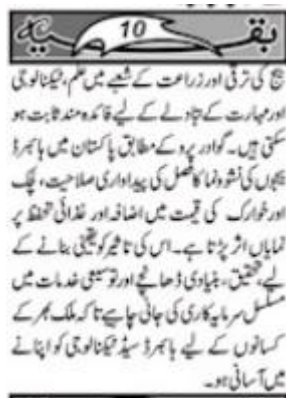 بقیہ 10
بیج کی ترقی اور زراعت کے شعبے میں علم، ٹیکنالوجی
اور مہارت کے تبادلے کے لیے فائدہ مند ثابت ہو
سکتی ہیں۔ گوادر پرو کے مطابق پاکستان میں ہائبرڈ
بیجوں کی نشوونما کا فصل کی پیداواری صلاحیت، لچک
اور خوارک کی قیمت میں اضافہ اور غذائی تحفظ پر
نمایاں اثر پڑتا ہے۔ اس کی تاثیر کو یقینی بنانے کے
لیے، تحقیق، بنیادی ڈھانچے اور توسیعی خدمات میں
مسلسل سرمایہ کاری کی جانی چاہیے تاکہ ملک بھر کے
کسانوں کے لیے ہائبرڈ سیڈ ٹیکنالوجی کو اپنانے
میں آسانی ہو۔